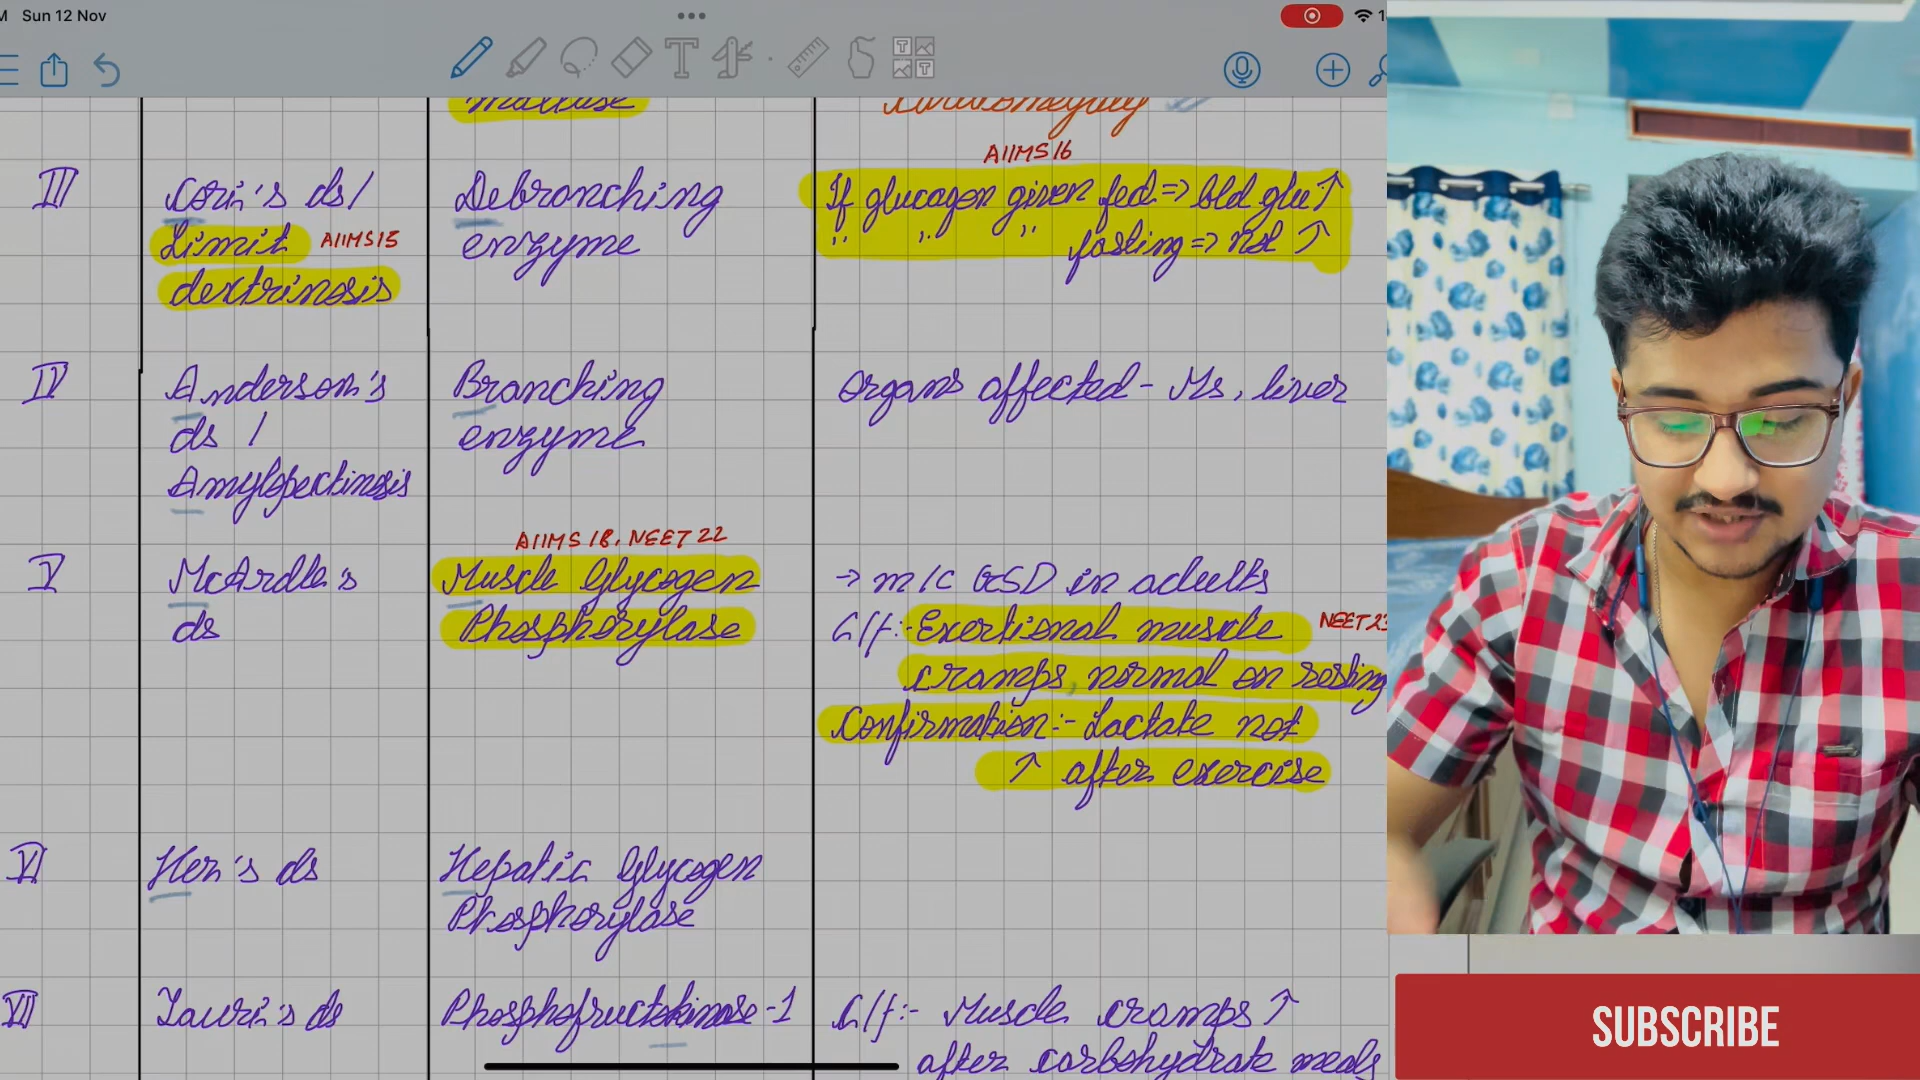 Sun 12 Nov
maltase
Cardiomegaly
AIIMS 16
III
Cori's ds/
Limit
AIIMS 15
dextrinosis
Debranching
enzyme
If glucagon given fed => bld glu ↑
" " " fasting => not ↑
IV
Anderson's
ds /
Amylopectinosis
Branching
enzyme
Organs affected - Ms, liver
V
McArdle's
ds
AIIMS 18, NEET 22
Muscle Glycogen
Phosphorylase
→ m/c GSD in adults
C/f:- Exertional muscle
NEET 23
cramps, normal on resting
Confirmation:- Lactate not
↑ after exercise
VI
Her's ds
Hepatic Glycogen
Phosphorylase
VII
Tauri's ds
Phosphofructokinase-1
C/f:- Muscle cramps ↑
after carbohydrate meals
SUBSCRIBE